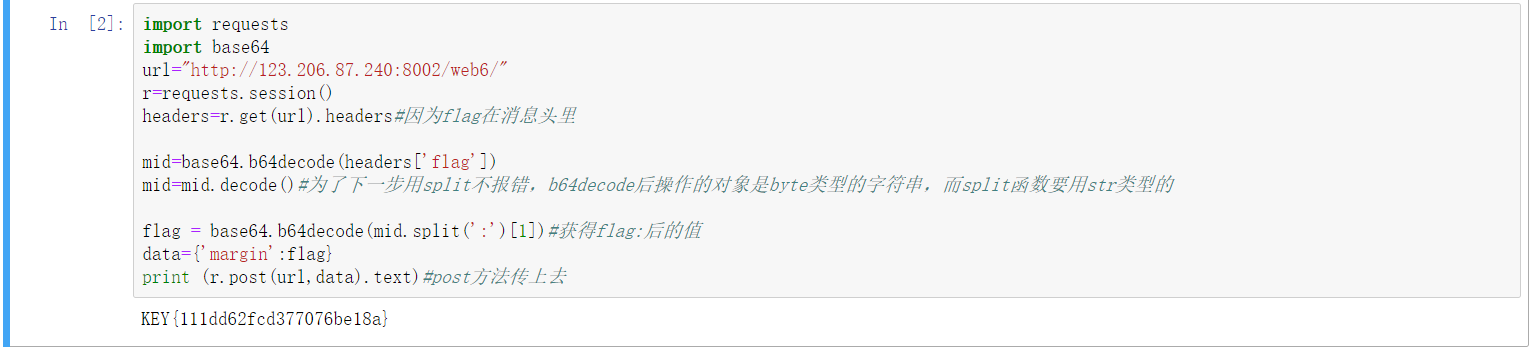 In [2]:
import requests
import base64
url="http://123.206.87.240:8002/web6/"
r=requests.session()
headers=r.get(url).headers#因为flag在消息头里
mid=base64.b64decode(headers['flag'])
mid=mid.decode()#为了下一步用split不报错，b64decode后操作的对象是byte类型的字符串，而split函数要用str类型的
flag = base64.b64decode(mid.split(':')[1])#获得flag:后的值
data={'margin':flag}
print (r.post(url,data).text)#post方法传上去
KEY{111dd62fcd377076be18a}